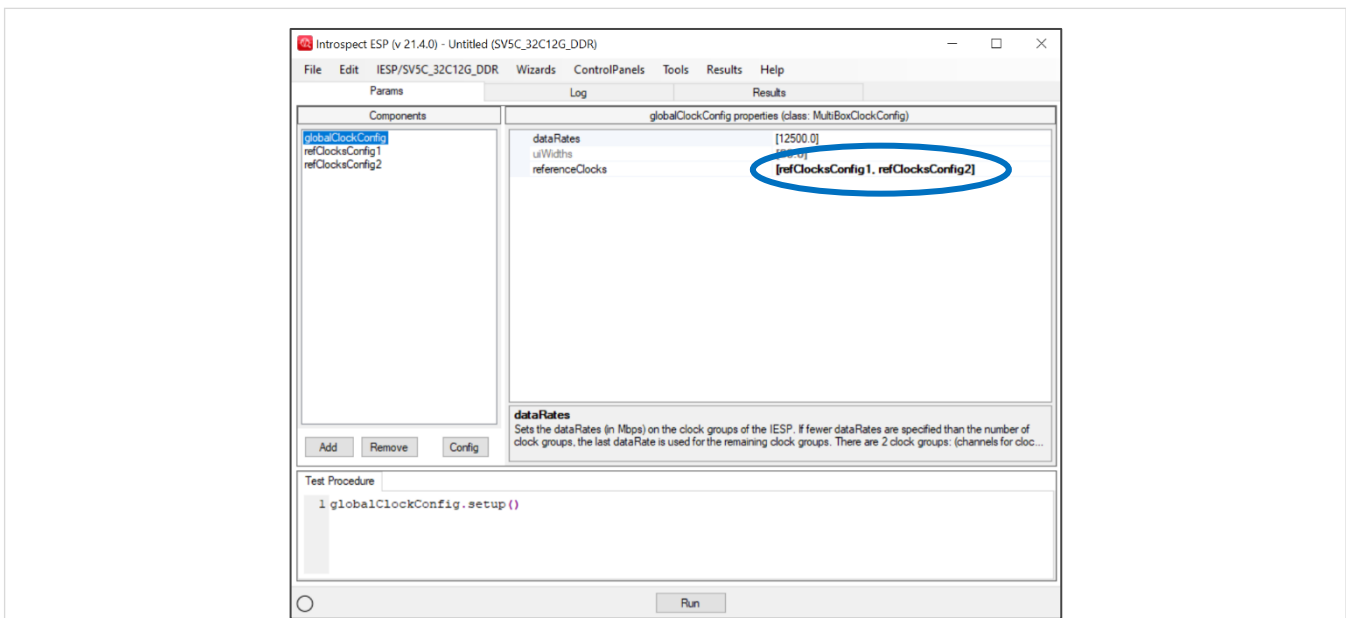 Introspect ESP (v 21.4.0) - Untitled (SV5C_32C12G_DDR)
File Edit IESP/SV5C_32C12G_DDR Wizards ControlPanels Tools Results Help
Params Log Results
Components
globalClockConfig properties (class: MultiBoxClockConfig)
globalClockConfig
refClocksConfig1
refClocksConfig2
dataRates [12500.0]
uiWidths
referenceClocks [refClocksConfig1, refClocksConfig2]
dataRates
Sets the dataRates (in Mbps) on the clock groups of the IESP. If fewer dataRates are specified than the number of
clock groups, the last dataRate is used for the remaining clock groups. There are 2 clock groups: (channels for cloc...
Add Remove Config
Test Procedure
1 globalClockConfig.setup()
Run